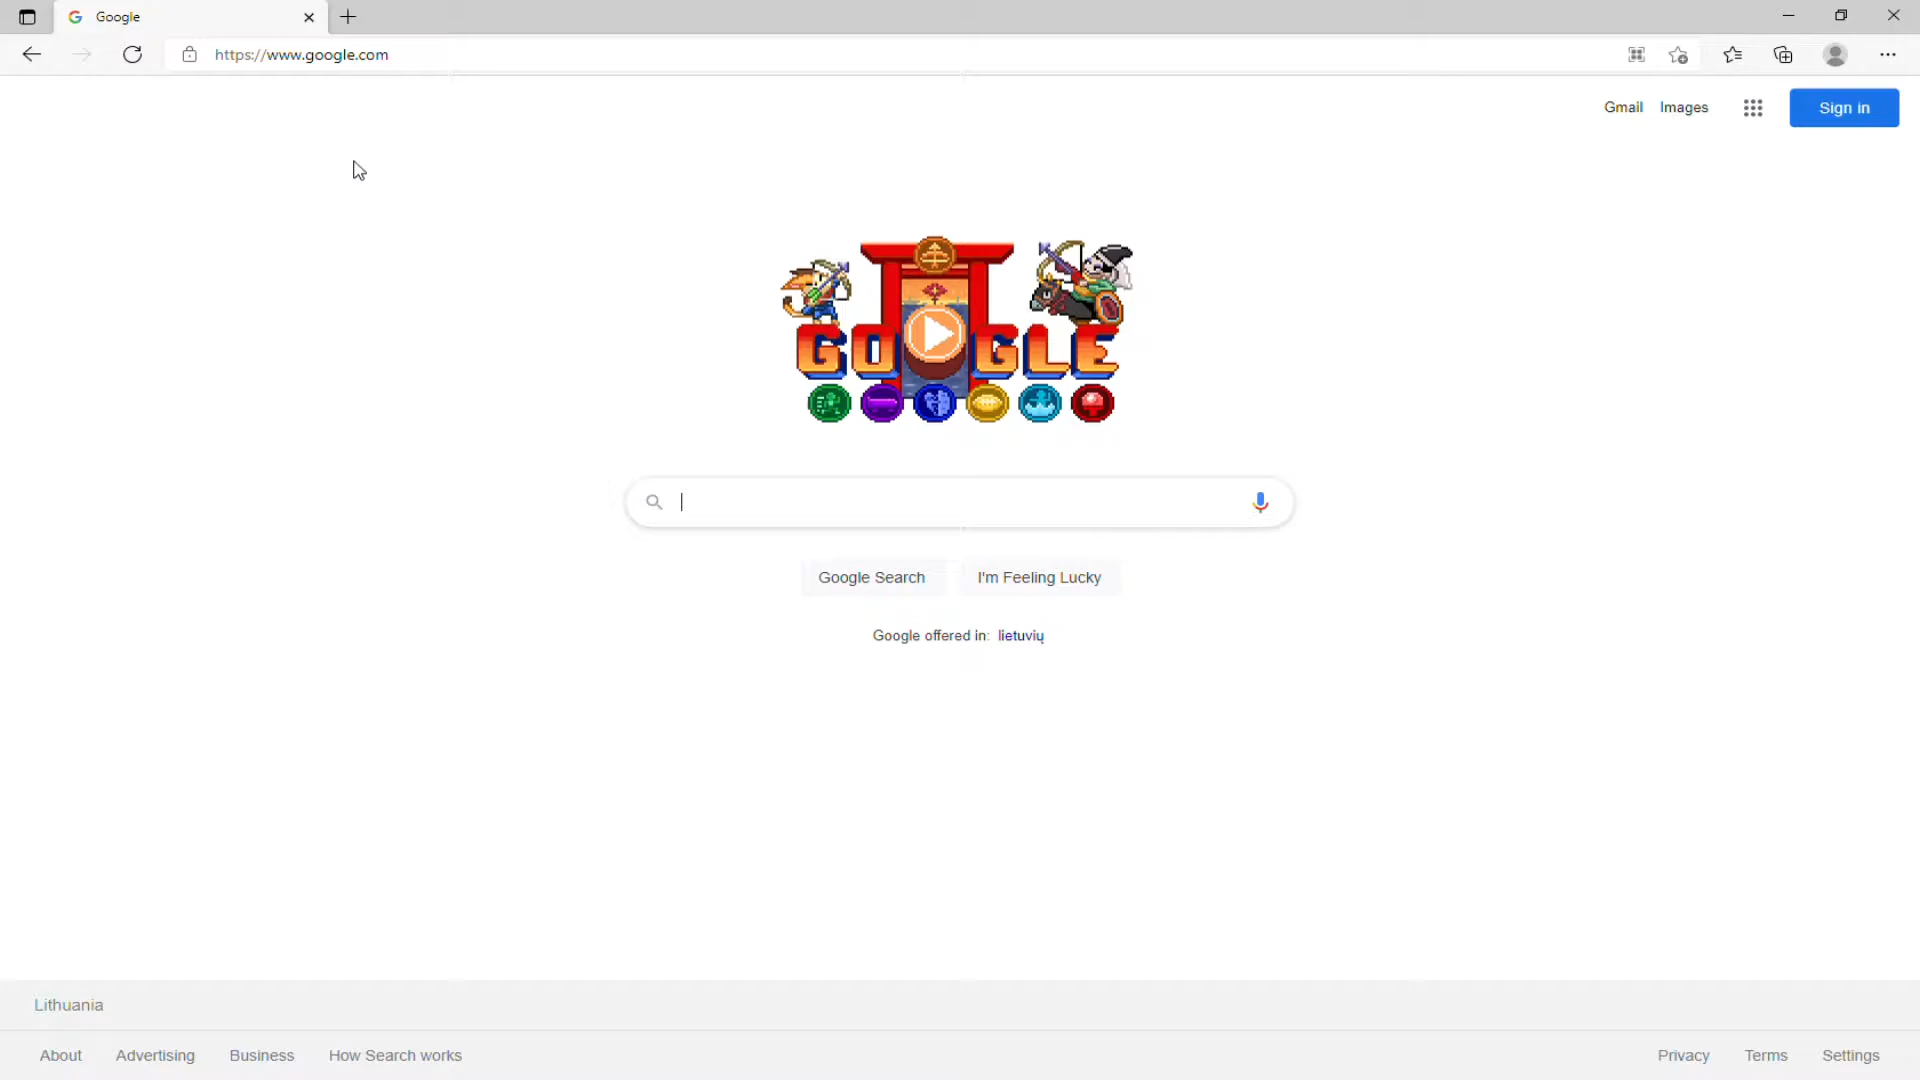 Google
https://www.google.com
Gmail Images Sign in
GOOGLE
Google Search I'm Feeling Lucky
Google offered in: lietuvių
Lithuania
About Advertising Business How Search works Privacy Terms Settings